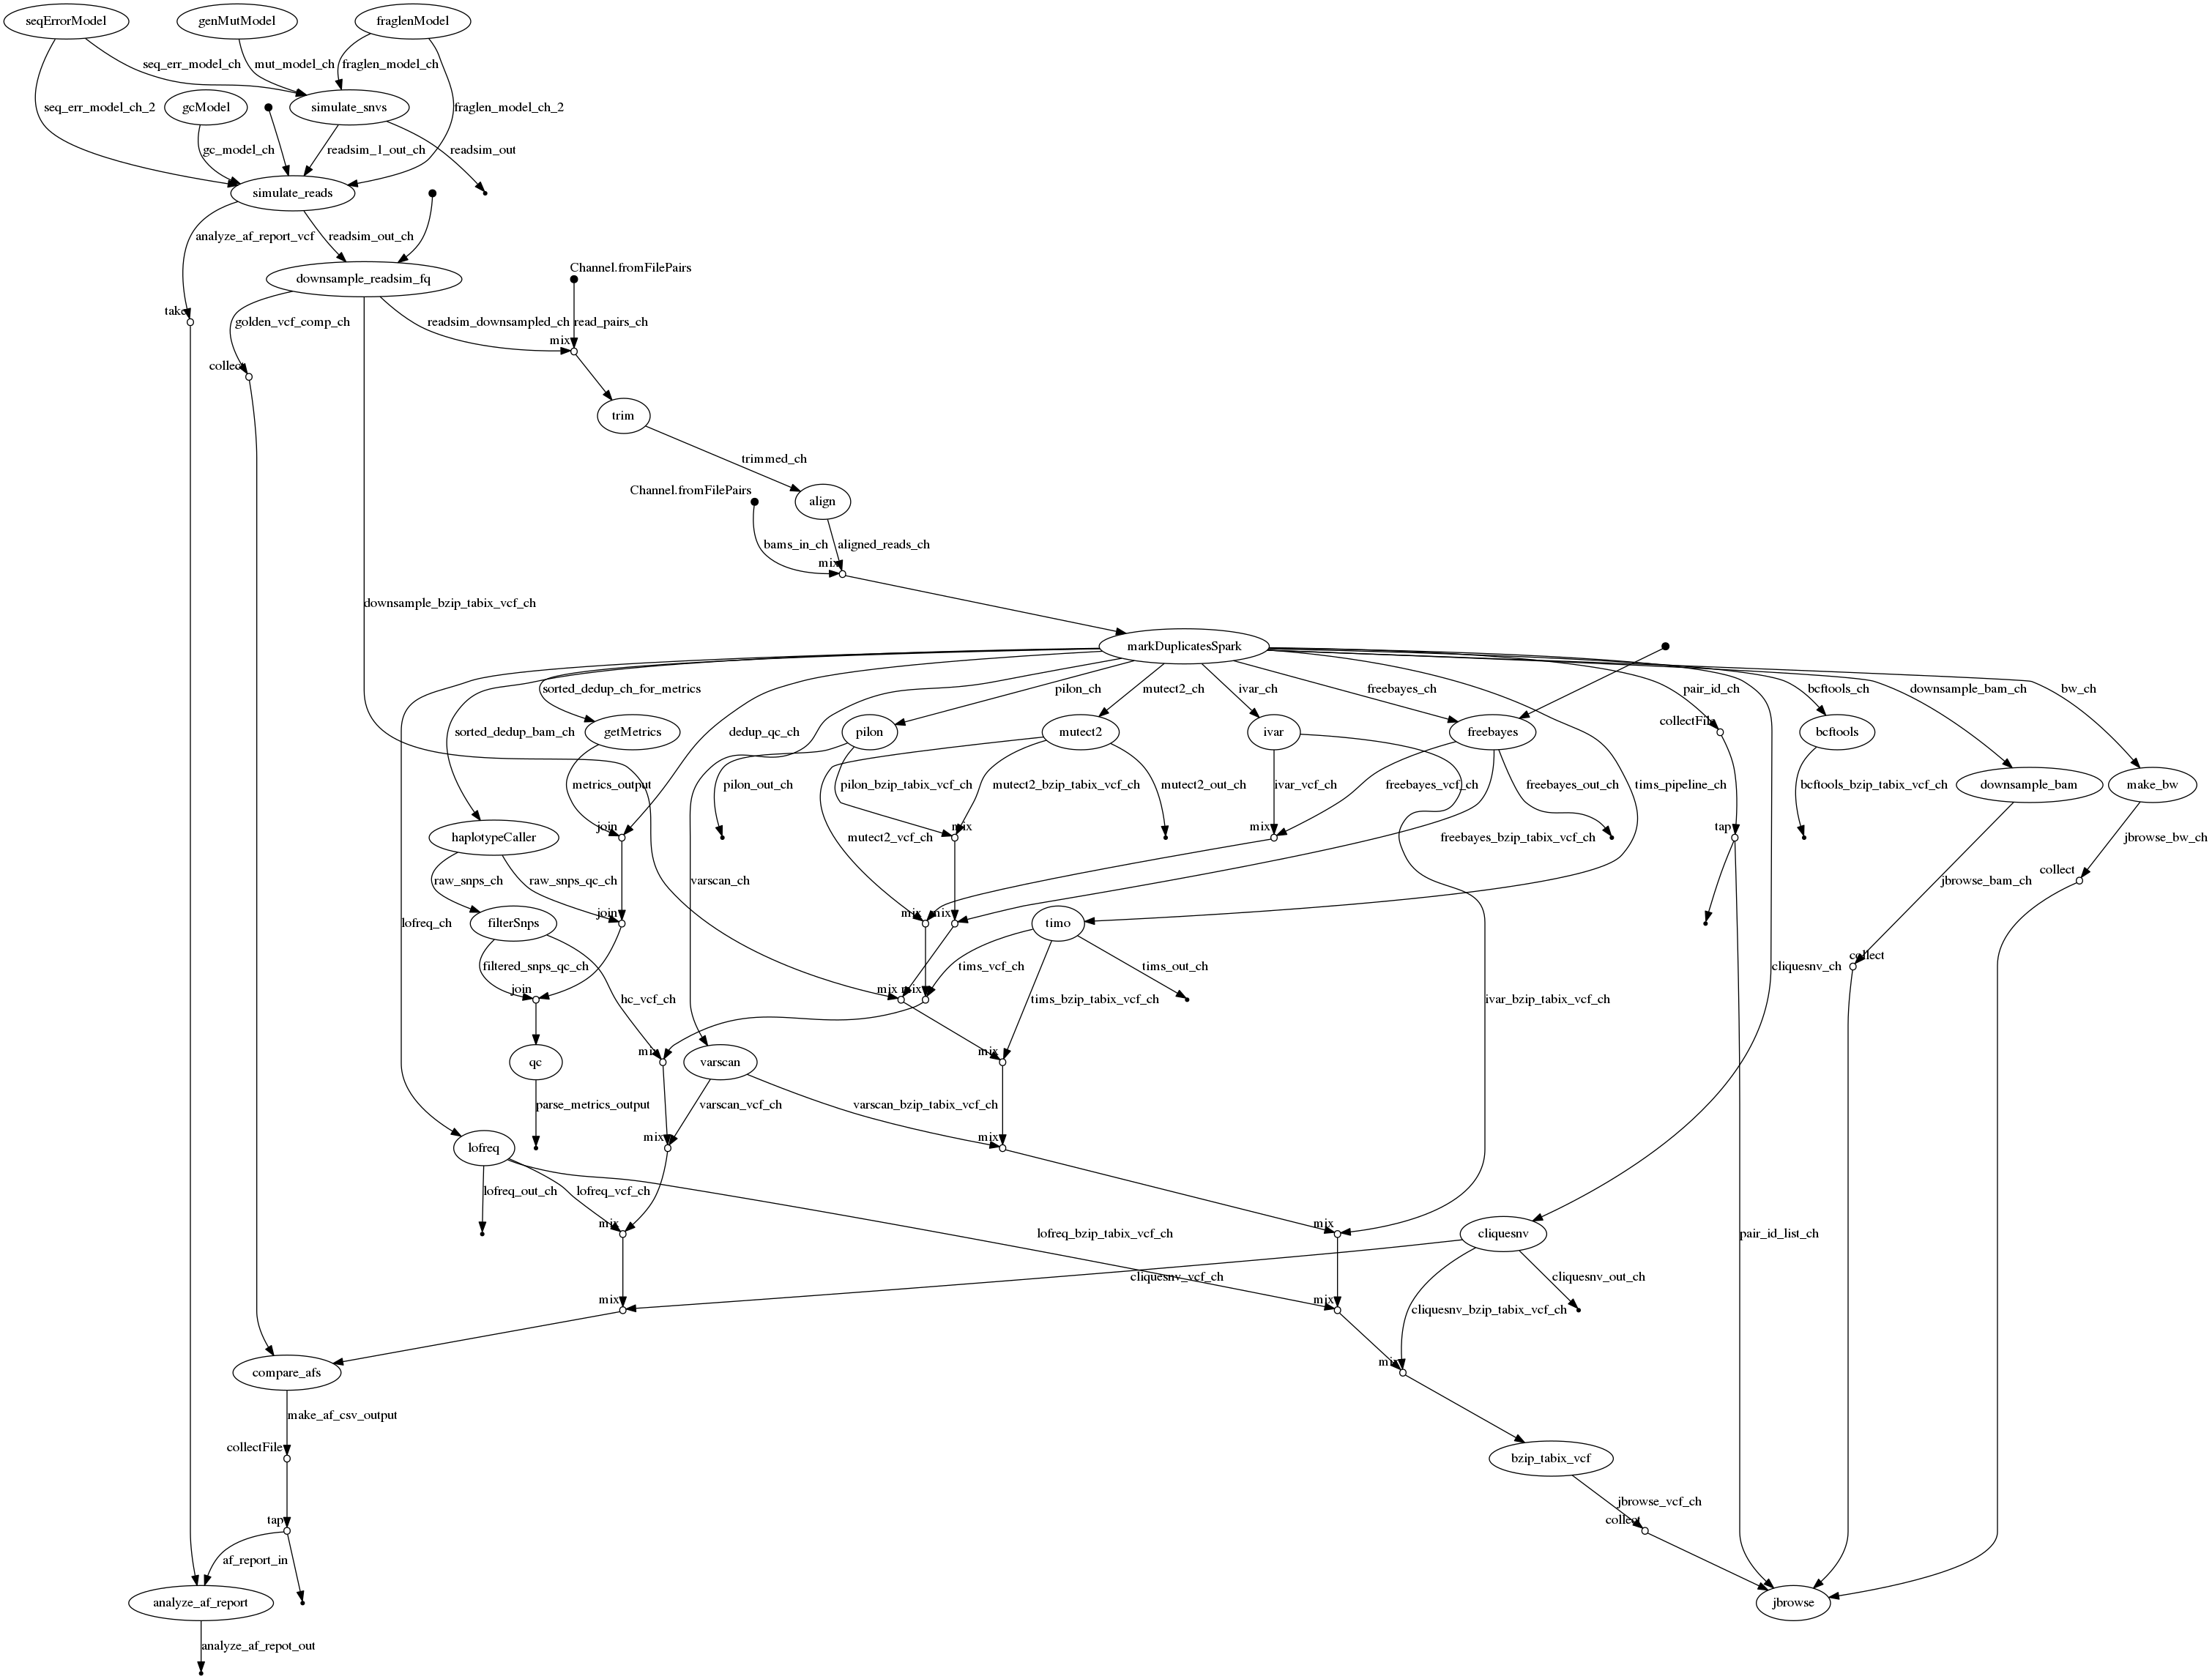 seqErrorModel
genMutModel
fraglenModel
seq_err_model_ch
mut_model_ch
fraglen_model_ch
seq_err_model_ch_2
gcModel
simulate_snvs
fraglen_model_ch_2
gc_model_ch
readsim_1_out_ch
readsim_out
simulate_reads
analyze_af_report_vcf
readsim_out_ch
downsample_readsim_fq
Channel.fromFilePairs
take
golden_vcf_comp_ch
readsim_downsampled_ch
read_pairs_ch
mix
collect
trim
trimmed_ch
Channel.fromFilePairs
align
bams_in_ch
aligned_reads_ch
mix
downsample_bzip_tabix_vcf_ch
markDuplicatesSpark
sorted_dedup_ch_for_metrics
pilon_ch
mutect2_ch
ivar_ch
freebayes_ch
pair_id_ch
bcftools_ch
downsample_bam_ch
bw_ch
collectFile
sorted_dedup_bam_ch
getMetrics
dedup_qc_ch
pilon
mutect2
ivar
freebayes
bcftools
metrics_output
pilon_out_ch
pilon_bzip_tabix_vcf_ch
mutect2_bzip_tabix_vcf_ch
mutect2_out_ch
ivar_vcf_ch
freebayes_vcf_ch
freebayes_out_ch
tims_pipeline_ch
bcftools_bzip_tabix_vcf_ch
downsample_bam
make_bw
haplotypeCaller
join
mutect2_vcf_ch
mix
mix
freebayes_bzip_tabix_vcf_ch
tap
jbrowse_bw_ch
raw_snps_ch
raw_snps_qc_ch
varscan_ch
jbrowse_bam_ch
collect
lofreq_ch
filterSnps
join
mix
mix
timo
filtered_snps_qc_ch
tims_vcf_ch
tims_out_ch
cliquesnv_ch
collect
join
hc_vcf_ch
mix
mix
tims_bzip_tabix_vcf_ch
ivar_bzip_tabix_vcf_ch
qc
mix
varscan
mix
parse_metrics_output
varscan_vcf_ch
varscan_bzip_tabix_vcf_ch
lofreq
mix
mix
lofreq_out_ch
lofreq_vcf_ch
mix
lofreq_bzip_tabix_vcf_ch
mix
cliquesnv
pair_id_list_ch
cliquesnv_vcf_ch
cliquesnv_out_ch
mix
mix
cliquesnv_bzip_tabix_vcf_ch
compare_afs
mix
make_af_csv_output
collectFile
bzip_tabix_vcf
jbrowse_vcf_ch
tap
collect
af_report_in
analyze_af_report
jbrowse
analyze_af_repot_out